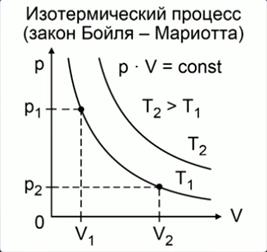 Изотермический процесс
(закон Бойля – Мариотта)
p
p · V = const
T₂ > T₁
p₁
T₂
p₂
T₁
0
V₁
V₂
V